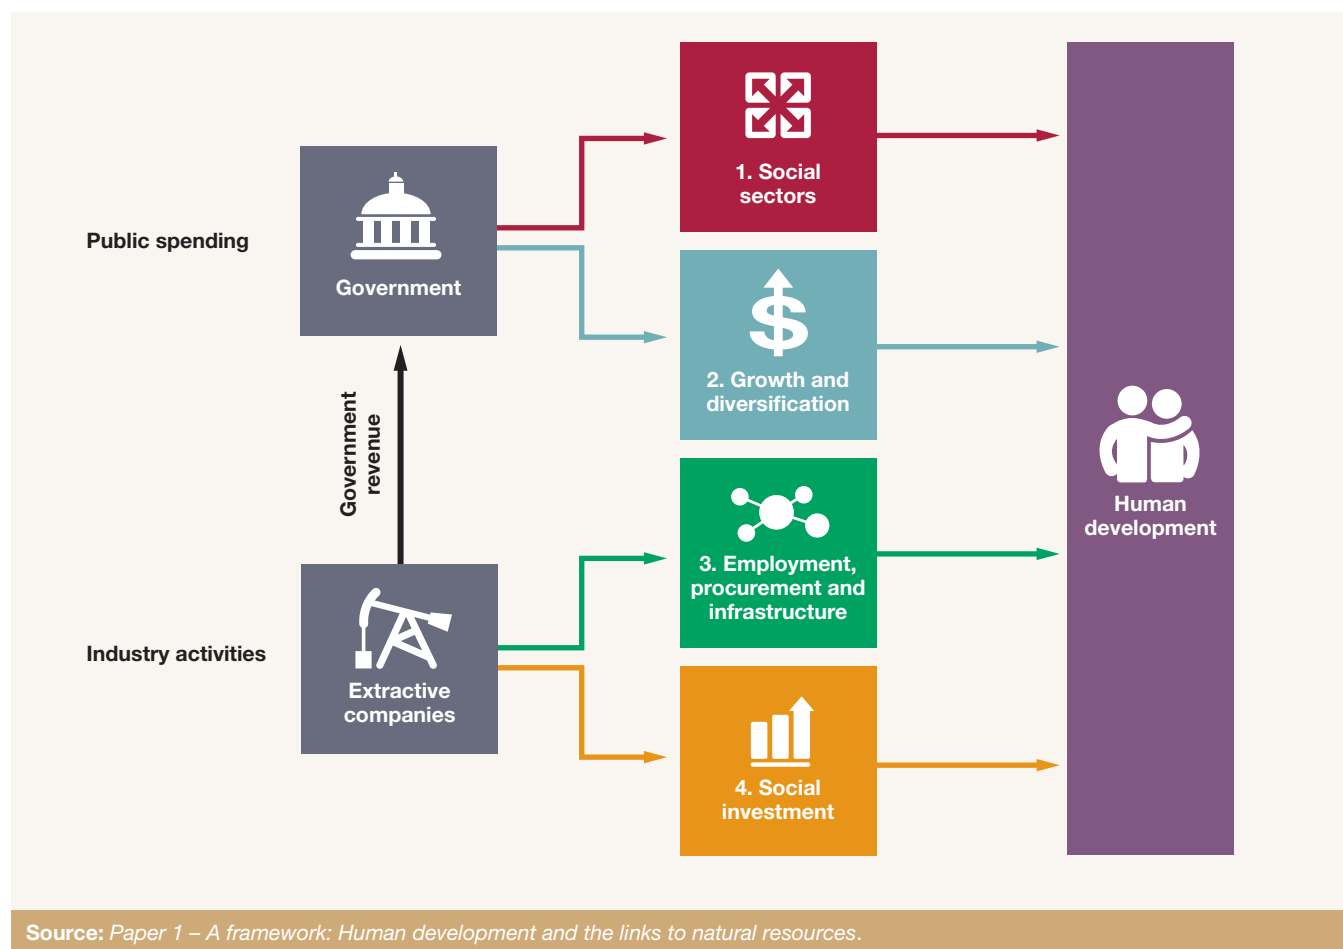 Public spending
Government
Government
revenue
Industry activities
Extractive
companies
1. Social
sectors
2. Growth and
diversification
3. Employment,
procurement and
infrastructure
4. Social
investment
Human
development
Source: Paper 1 – A framework: Human development and the links to natural resources.